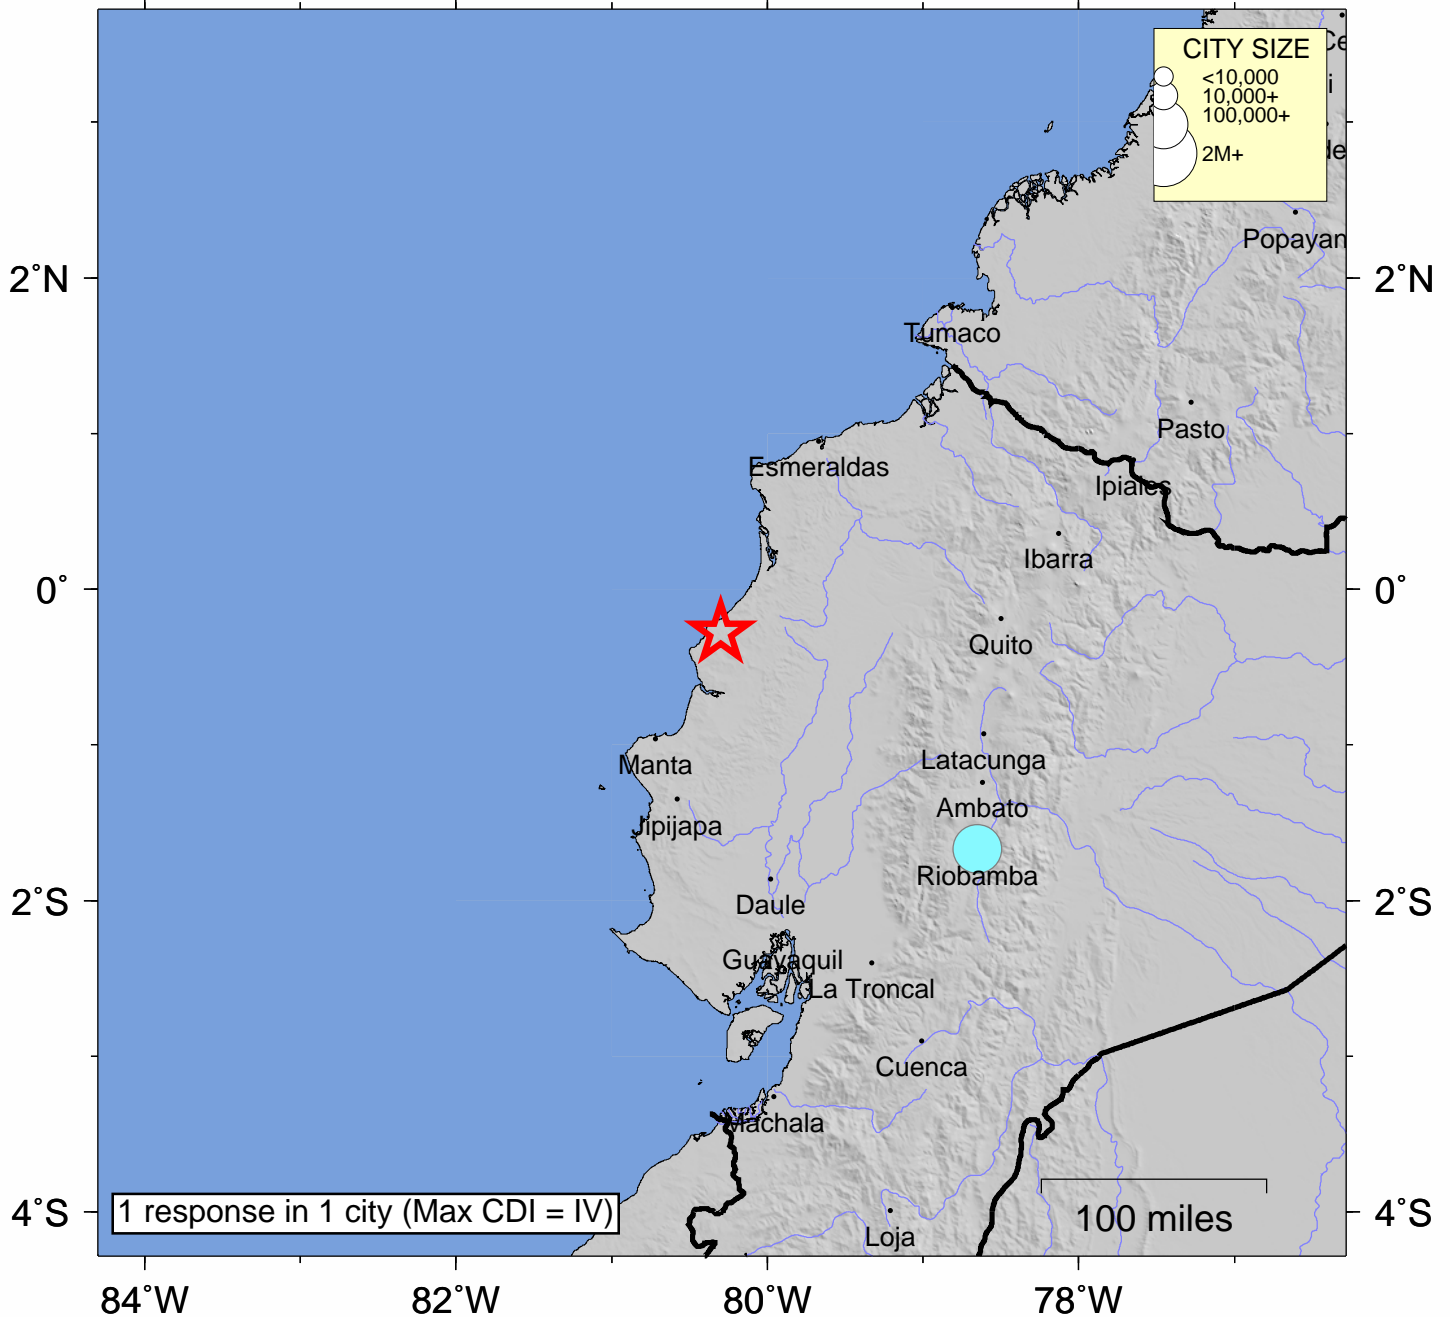 CITY SIZE
<10,000
10,000+
100,000+
2M+
Ce
i
de
Popayan
2°N
2°N
Tumaco
Pasto
Esmeraldas
Ipiales
Ibarra
0°
0°
Quito
Latacunga
Manta
Ambato
Jipijapa
Riobamba
2°S
2°S
Daule
Guayaquil
La Troncal
Cuenca
Machala
1 response in 1 city (Max CDI = IV)
100 miles
4°S
4°S
Loja
84°W
82°W
80°W
78°W